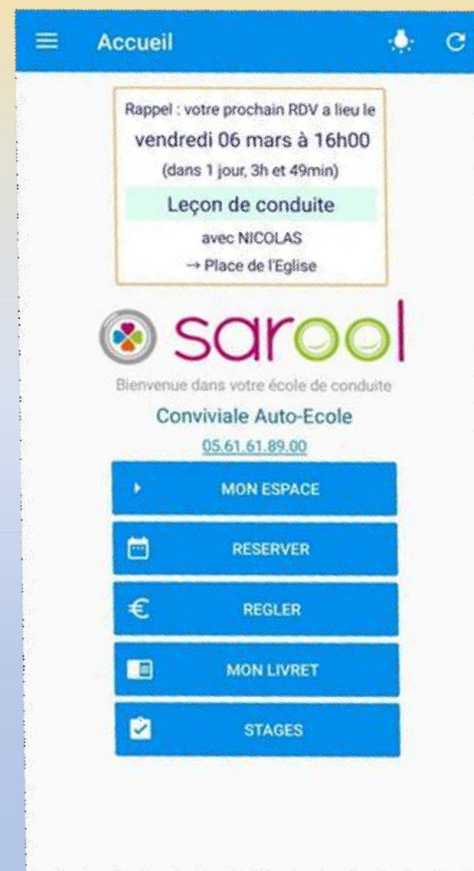 Accueil
Rappel : votre prochain RDV a lieu le
vendredi 06 mars à 16h00
(dans 1 jour, 3h et 49min)
Leçon de conduite
avec NICOLAS
→ Place de l'Eglise
sarool
Bienvenue dans votre école de conduite
Conviviale Auto-Ecole
05.61.61.89.00
MON ESPACE
RESERVER
REGLER
MON LIVRET
STAGES